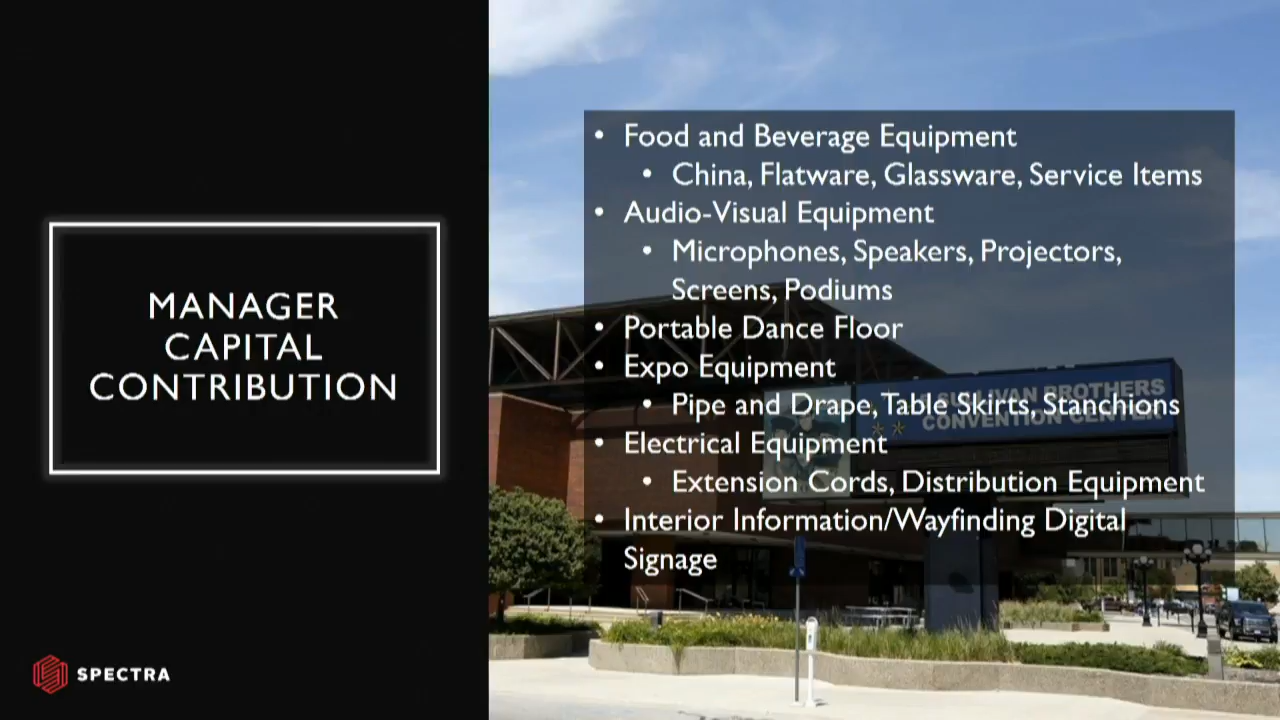 MANAGER
CAPITAL
CONTRIBUTION
SPECTRA
• Food and Beverage Equipment
• China, Flatware, Glassware, Service Items
• Audio-Visual Equipment
• Microphones, Speakers, Projectors,
Screens, Podiums
• Portable Dance Floor
• Expo Equipment
• Pipe and Drape, Table Skirts, Stanchions
• Electrical Equipment
• Extension Cords, Distribution Equipment
• Interior Information/Wayfinding Digital
Signage
SULLIVAN BROTHERS
CONVENTION CENTER